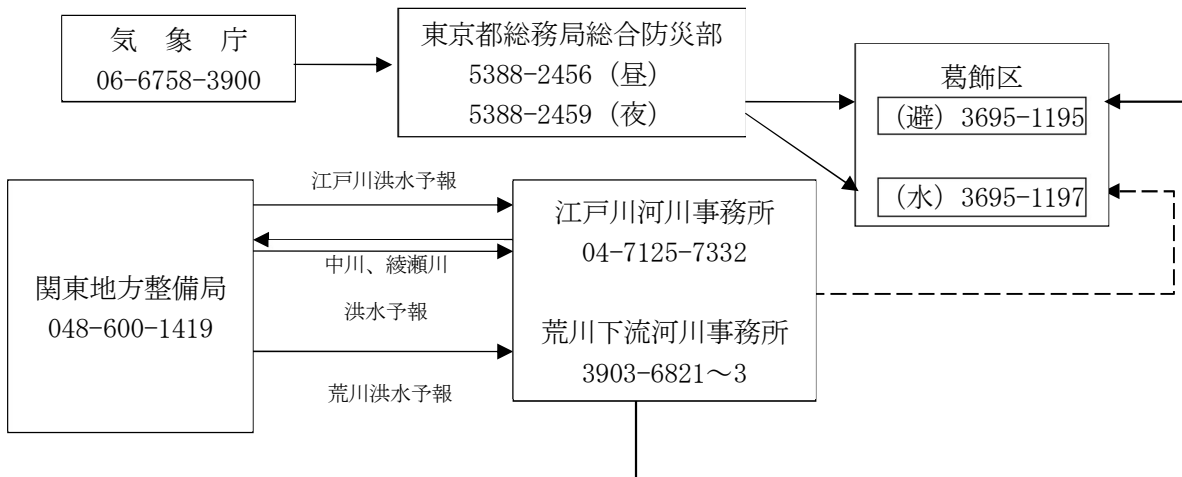 気　象　庁
06-6758-3900
東京都総務局総合防災部
5388-2456（昼）
5388-2459（夜）
葛飾区
（避）3695-1195
（水）3695-1197
関東地方整備局
048-600-1419
江戸川洪水予報
中川、綾瀬川
洪水予報
荒川洪水予報
江戸川河川事務所
04-7125-7332
荒川下流河川事務所
3903-6821～3